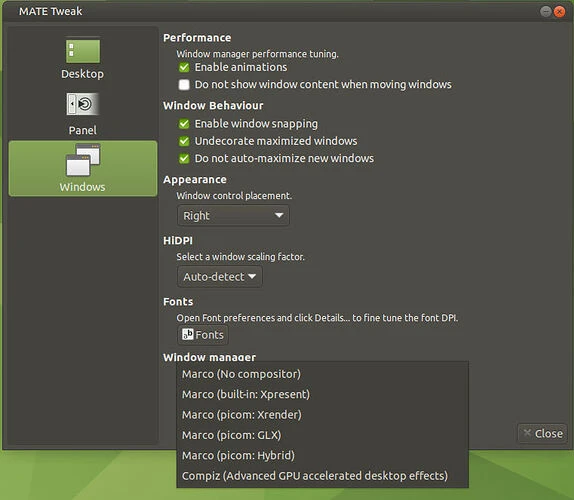 MATE Tweak
Desktop
Panel
Windows
Performance
Window manager performance tuning.
Enable animations
Do not show window content when moving windows
Window Behaviour
Enable window snapping
Undecorate maximized windows
Do not auto-maximize new windows
Appearance
Window control placement.
Right
HiDPI
Select a window scaling factor.
Auto-detect
Fonts
Open Font preferences and click Details... to fine tune the font DPI.
Fonts
Window manager
Marco (No compositor)
Marco (built-in: Xpresent)
Marco (picom: Xrender)
Marco (picom: GLX)
Marco (picom: Hybrid)
Compiz (Advanced GPU accelerated desktop effects)
Close